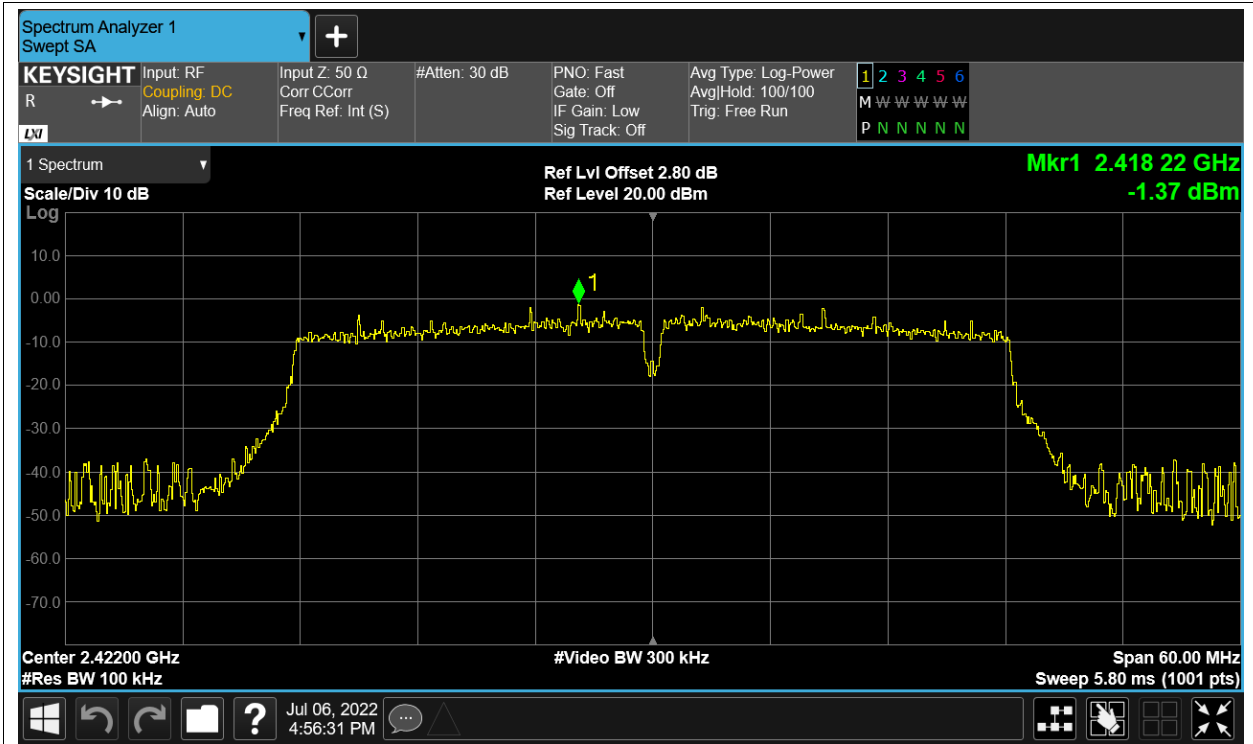 Spectrum Analyzer 1
Swept SA
KEYSIGHT
R
LXI
Input: RF
Coupling: DC
Align: Auto
Input Z: 50 Ω
Corr CCorr
Freq Ref: Int (S)
#Atten: 30 dB
PNO: Fast
Gate: Off
IF Gain: Low
Sig Track: Off
Avg Type: Log-Power
Avg|Hold: 100/100
Trig: Free Run
1 2 3 4 5 6
M W W W W W
P N N N N N
1 Spectrum
Scale/Div 10 dB
Log
Ref Lvl Offset 2.80 dB
Ref Level 20.00 dBm
Mkr1 2.418 22 GHz
-1.37 dBm
10.0
0.00
-10.0
-20.0
-30.0
-40.0
-50.0
-60.0
-70.0
1
Center 2.42200 GHz
#Res BW 100 kHz
#Video BW 300 kHz
Span 60.00 MHz
Sweep 5.80 ms (1001 pts)
?
Jul 06, 2022
4:56:31 PM